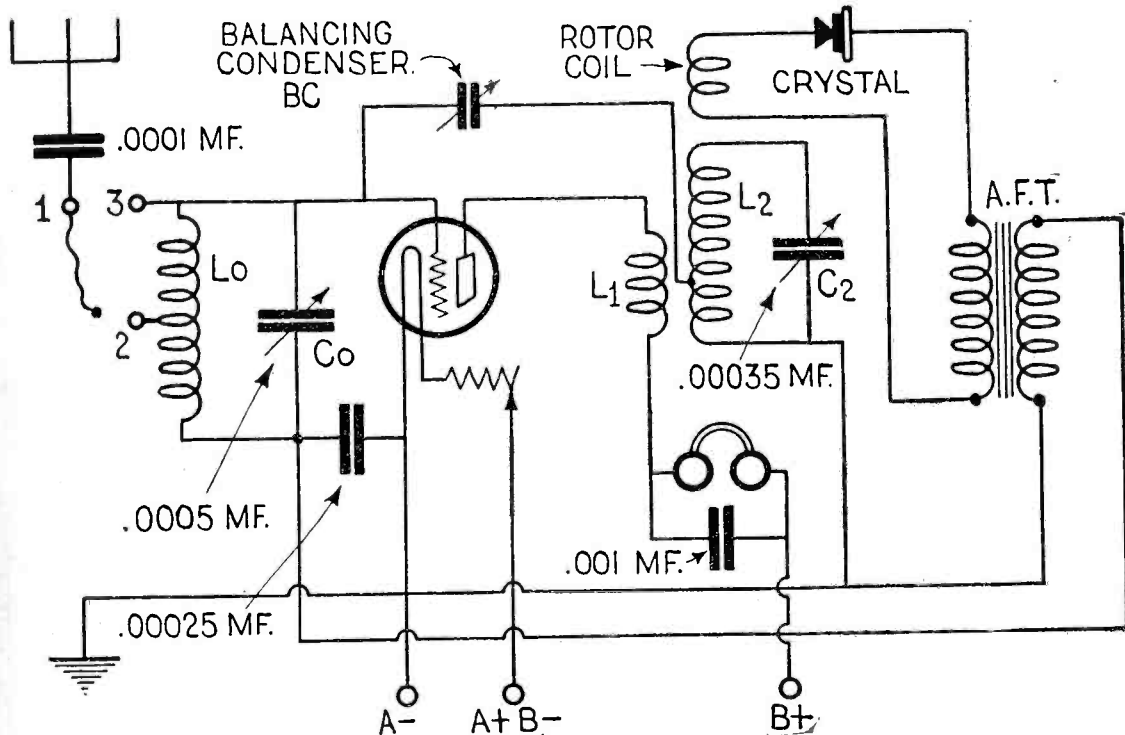 BALANCING
CONDENSER.
BC
ROTOR
COIL
CRYSTAL
.0001 MF.
1
3
2
Lo
Co
L1
L2
C2
A.F.T.
.00035 MF.
.0005 MF.
.001 MF.
.00025 MF.
A-
A+ B-
B+